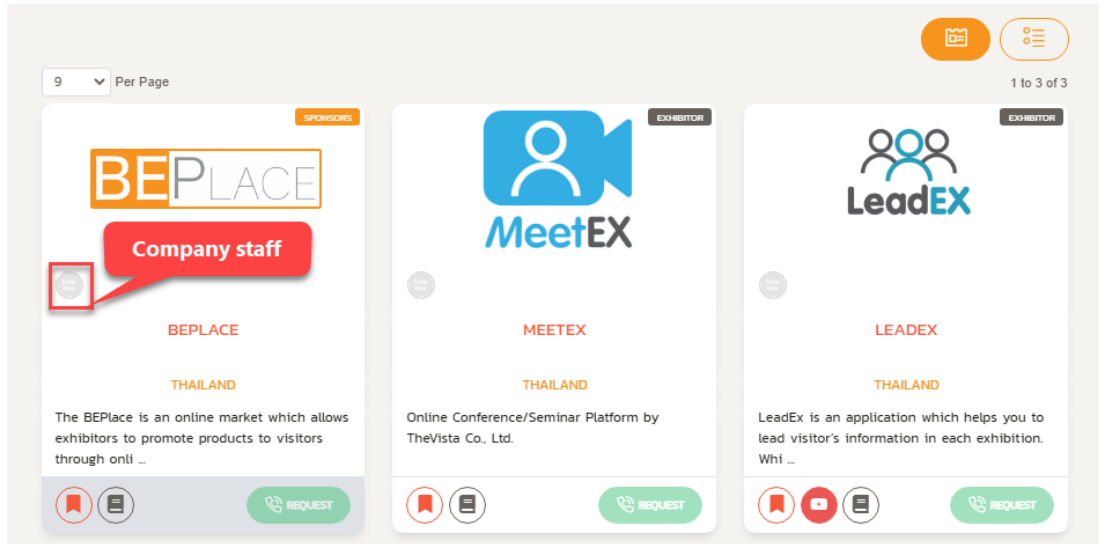 9 Per Page
1 to 3 of 3
SPONSORS
BEPLACE
Company staff
BEPLACE
THAILAND
The BEPlace is an online market which allows
exhibitors to promote products to visitors
through onli ...
REQUEST
EXHIBITOR
MeetEX
MEETEX
THAILAND
Online Conference/Seminar Platform by
TheVista Co., Ltd.
REQUEST
EXHIBITOR
LeadEX
LEADEX
THAILAND
LeadEx is an application which helps you to
lead visitor's information in each exhibition.
Whi ...
REQUEST